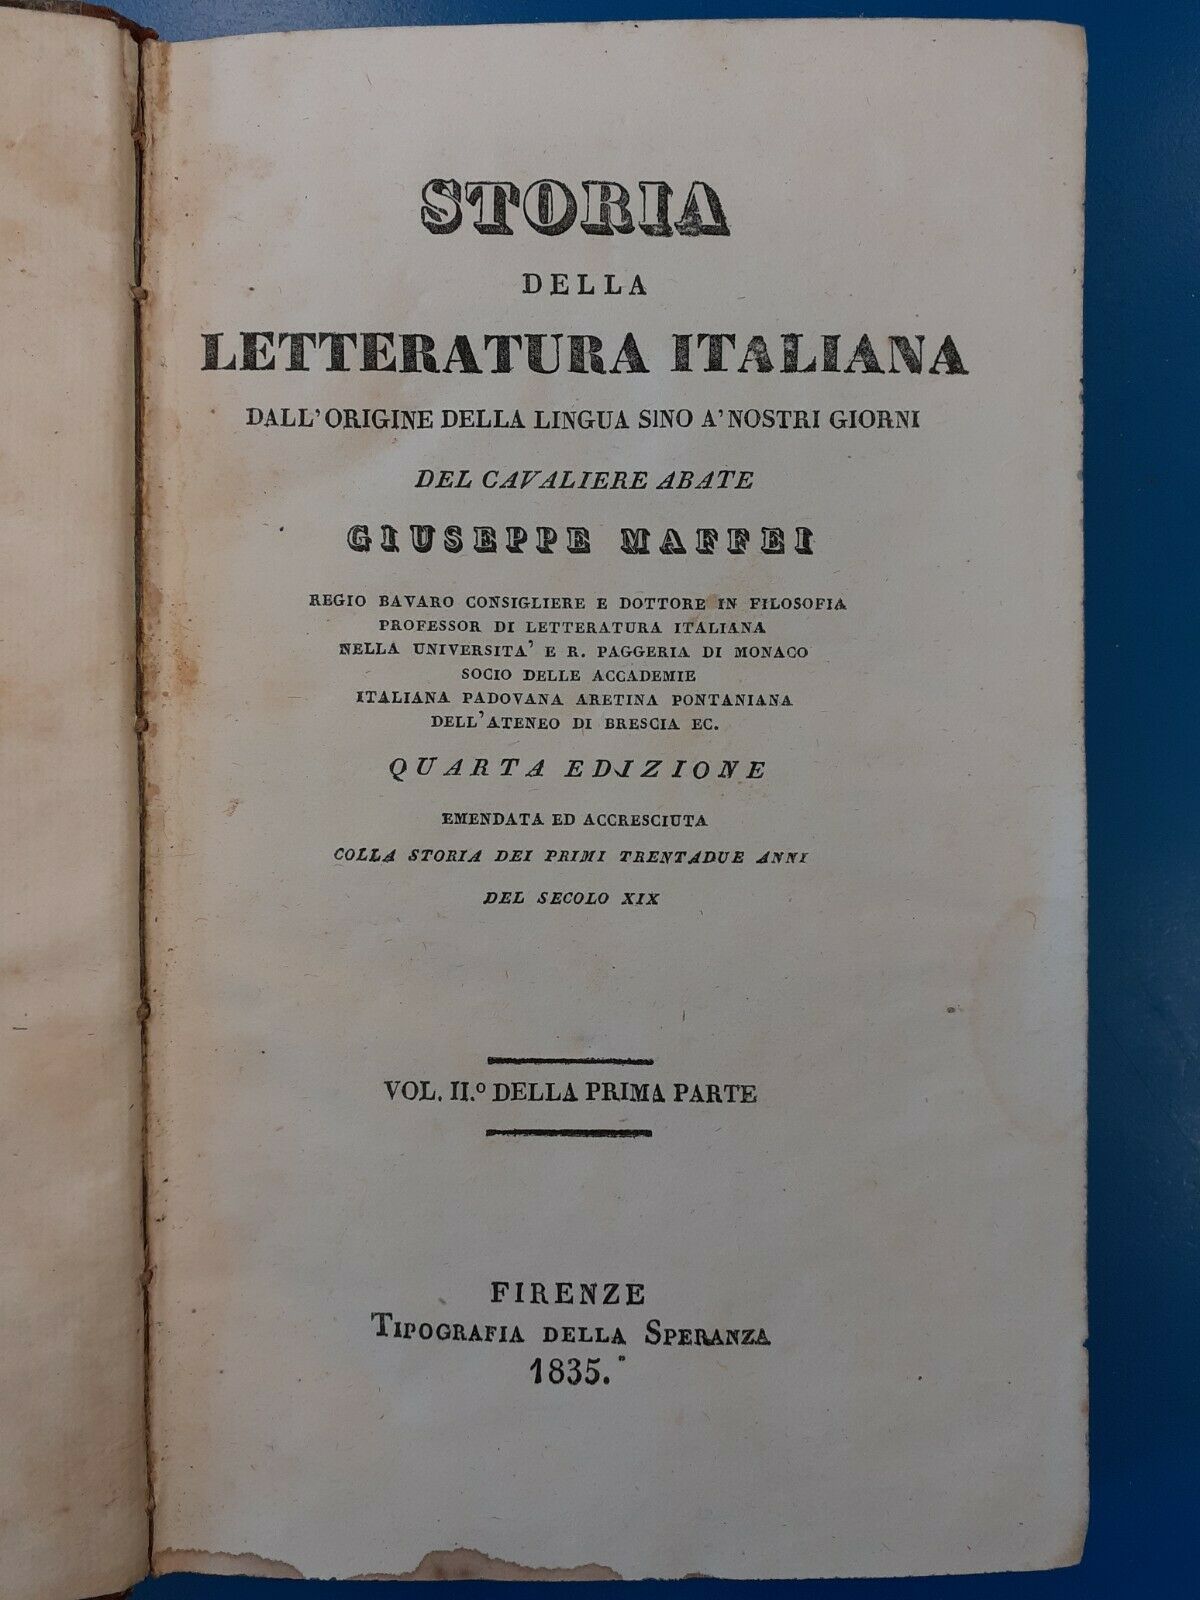 STORIA
DELLA
LETTERATURA ITALIANA
DALL'ORIGINE DELLA LINGUA SINO A'NOSTRI GIORNI
DEL CAVALIERE ABATE
GIUSEPPE MAFFEI
REGIO BAVARO CONSIGLIERE E DOTTORE IN FILOSOFIA
PROFESSOR DI LETTERATURA ITALIANA
NELLA UNIVERSITA' E R. PAGGERIA DI MONACO
SOCIO DELLE ACCADEMIE
ITALIANA PADOVANA ARETINA PONTANIANA
DELL'ATENEO DI BRESCIA EC.
QUARTA EDIZIONE
EMENDATA ED ACCRESCIUTA
COLLA STORIA DEI PRIMI TRENTADUE ANNI
DEL SECOLO XIX
VOL. II.º DELLA PRIMA PARTE
FIRENZE
TIPOGRAFIA DELLA SPERANZA
1835.